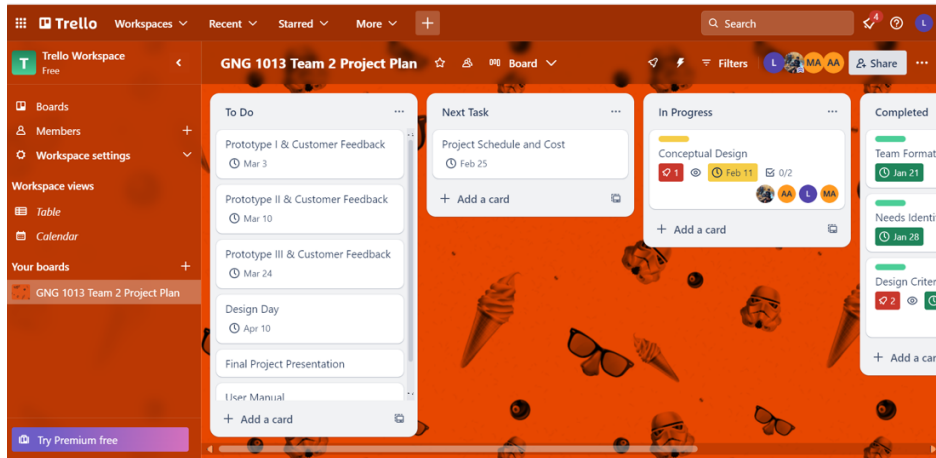 Trello
Workspaces
Recent
Starred
More
+
Search
4
L
T
Trello Workspace
Free
GNG 1013 Team 2 Project Plan
Board
Filters
L
MA
AA
Share
Boards
Members
Workspace settings
Workspace views
Table
Calendar
Your boards
GNG 1013 Team 2 Project Plan
Try Premium free
To Do
Prototype I & Customer Feedback
Mar 3
Prototype II & Customer Feedback
Mar 10
Prototype III & Customer Feedback
Mar 24
Design Day
Apr 10
Final Project Presentation
User Manual
+ Add a card
Next Task
Project Schedule and Cost
Feb 25
+ Add a card
In Progress
Conceptual Design
1
Feb 11
0/2
AA
L
MA
+ Add a card
Completed
Team Format
Jan 21
Needs Identi
Jan 28
Design Criter
2
+ Add a car